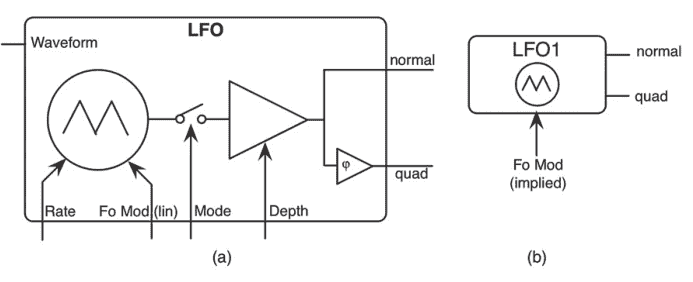 LFO
Waveform
normal
φ
quad
Rate
Fo Mod (lin)
Mode
Depth
(a)
LFO1
normal
quad
Fo Mod
(implied)
(b)